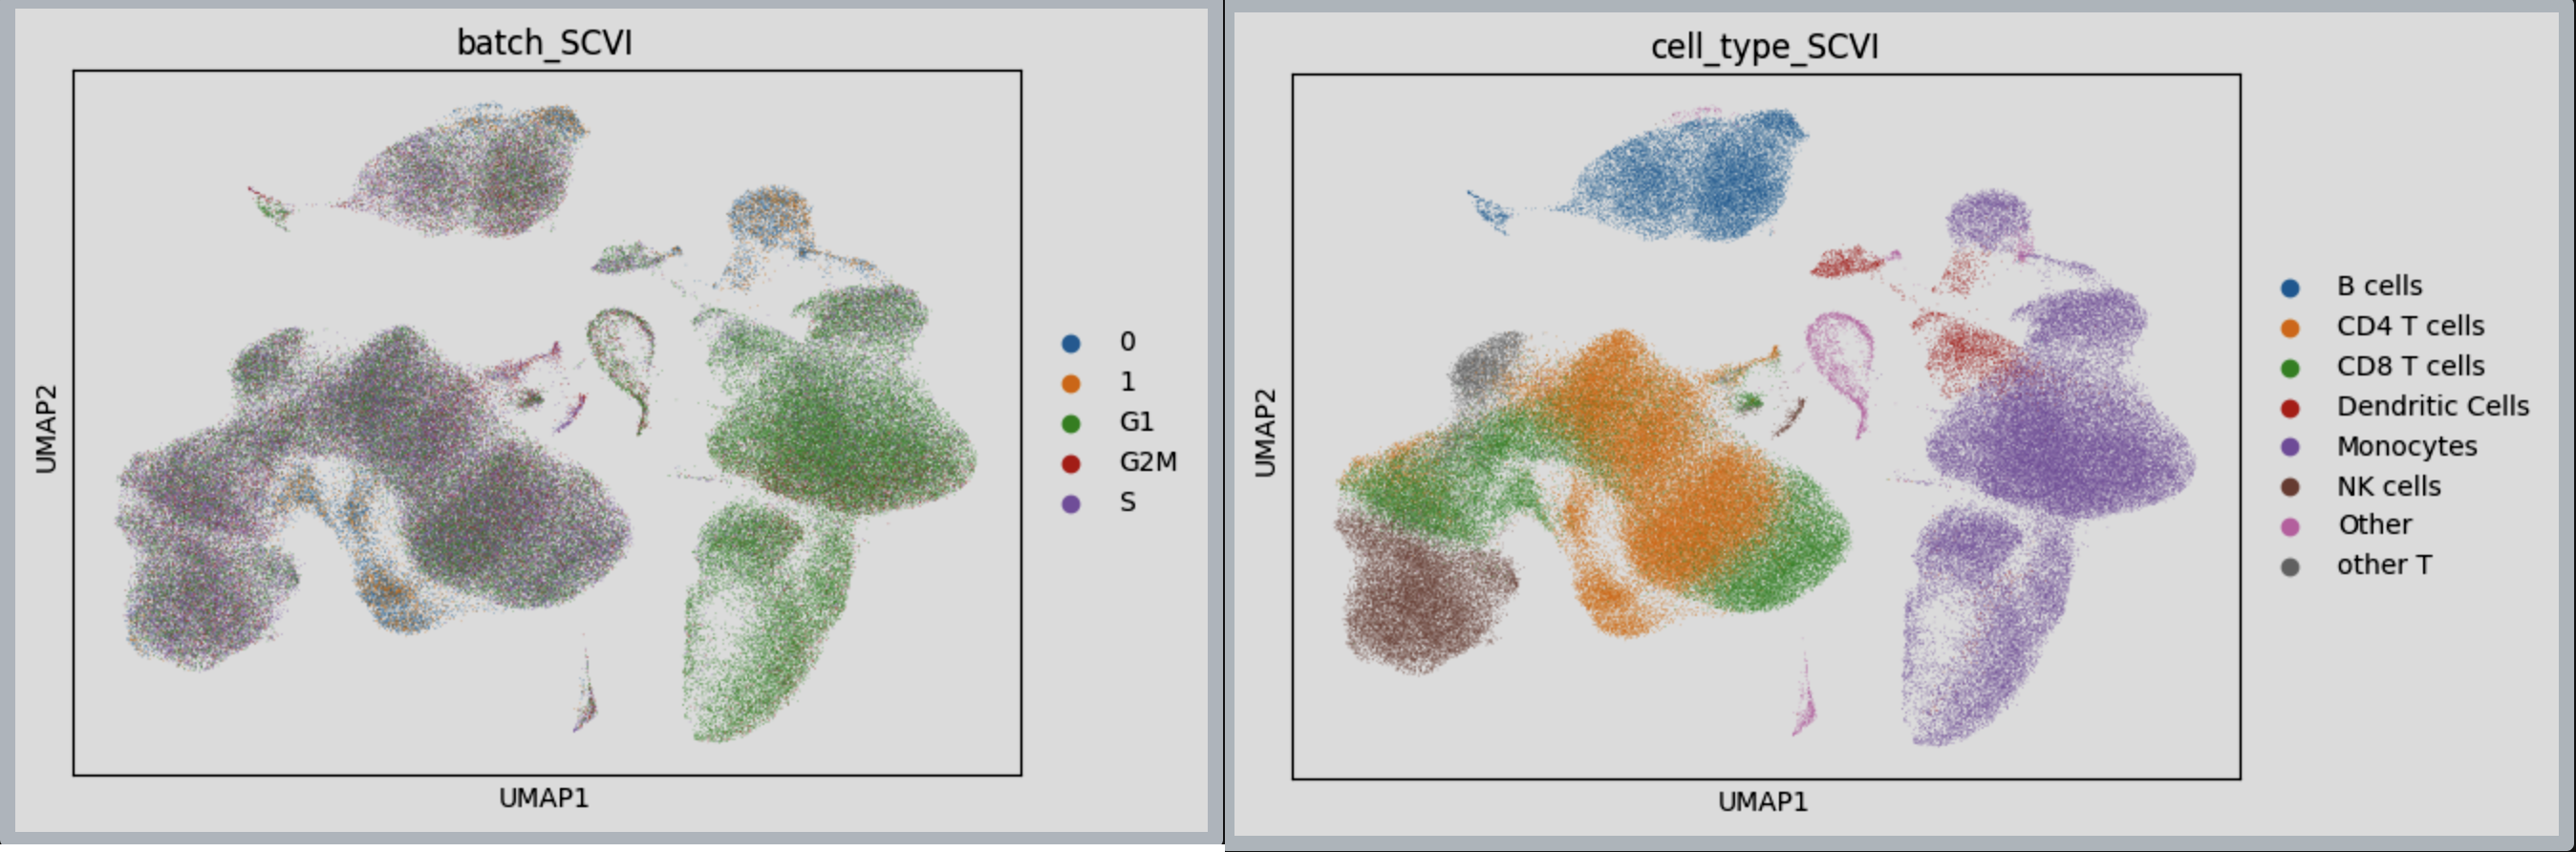 batch_SCVI
UMAP2
UMAP1
0
1
G1
G2M
S
cell_type_SCVI
UMAP2
UMAP1
B cells
CD4 T cells
CD8 T cells
Dendritic Cells
Monocytes
NK cells
Other
other T